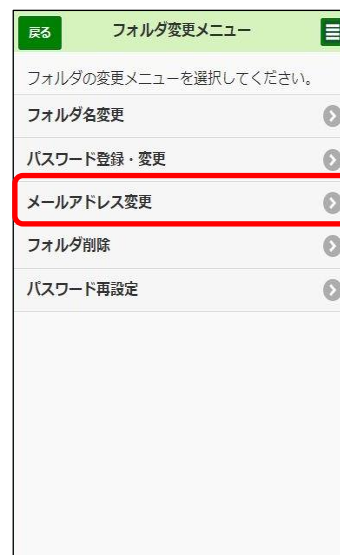 戻る
フォルダ変更メニュー
フォルダの変更メニューを選択してください。
フォルダ名変更
パスワード登録・変更
メールアドレス変更
フォルダ削除
パスワード再設定